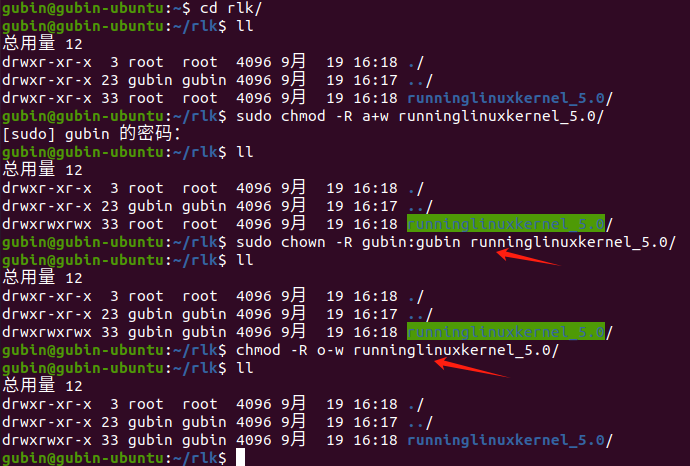 gubin@gubin-ubuntu:~$ cd rlk/
gubin@gubin-ubuntu:~/rlk$ ll
总用量 12
drwxr-xr-x  3 root  root  4096 9月  19 16:18 ./
drwxr-xr-x 23 gubin gubin 4096 9月  19 16:17 ../
drwxr-xr-x 33 root  root  4096 9月  19 16:18 runninglinuxkernel_5.0/
gubin@gubin-ubuntu:~/rlk$ sudo chmod -R a+w runninglinuxkernel_5.0/
[sudo] gubin 的密码：
gubin@gubin-ubuntu:~/rlk$ ll
总用量 12
drwxr-xr-x  3 root  root  4096 9月  19 16:18 ./
drwxr-xr-x 23 gubin gubin 4096 9月  19 16:17 ../
drwxrwxrwx 33 root  root  4096 9月  19 16:18 runninglinuxkernel_5.0/
gubin@gubin-ubuntu:~/rlk$ sudo chown -R gubin:gubin runninglinuxkernel_5.0/
gubin@gubin-ubuntu:~/rlk$ ll
总用量 12
drwxr-xr-x  3 root  root  4096 9月  19 16:18 ./
drwxr-xr-x 23 gubin gubin 4096 9月  19 16:17 ../
drwxrwxrwx 33 gubin gubin 4096 9月  19 16:18 runninglinuxkernel_5.0/
gubin@gubin-ubuntu:~/rlk$ chmod -R o-w runninglinuxkernel_5.0/
gubin@gubin-ubuntu:~/rlk$ ll
总用量 12
drwxr-xr-x  3 root  root  4096 9月  19 16:18 ./
drwxr-xr-x 23 gubin gubin 4096 9月  19 16:17 ../
drwxrwxr-x 33 gubin gubin 4096 9月  19 16:18 runninglinuxkernel_5.0/
gubin@gubin-ubuntu:~/rlk$